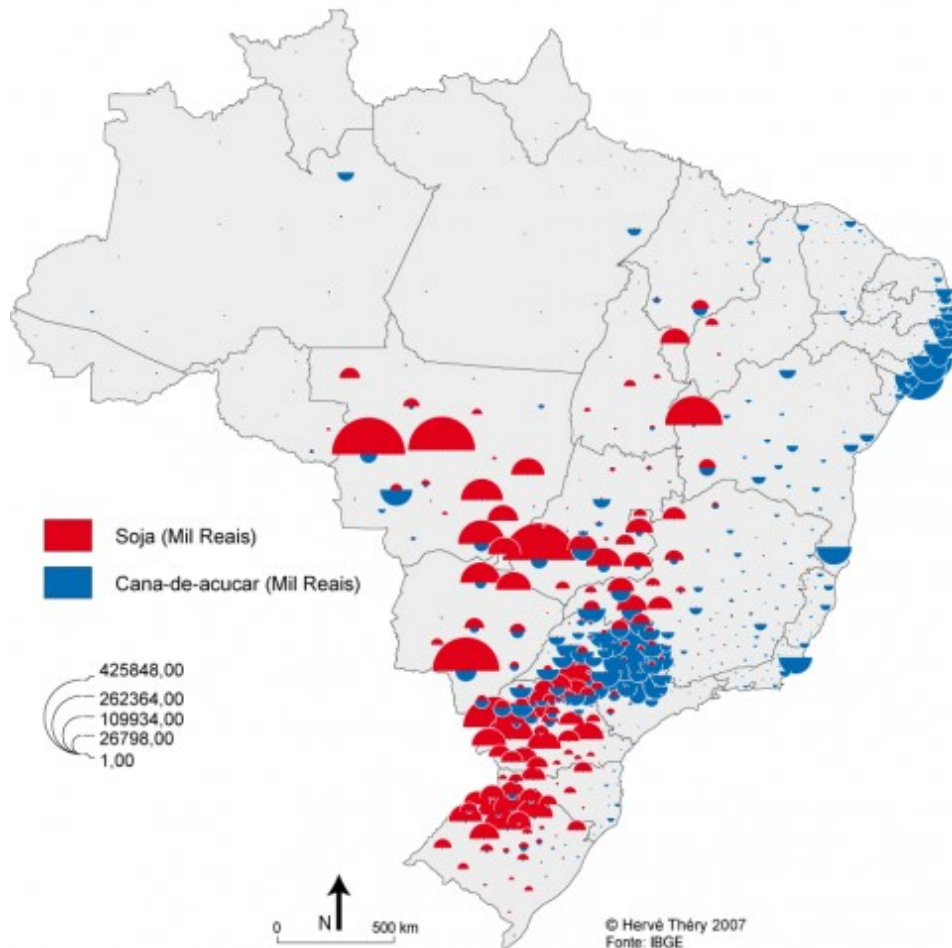 Soja (Mil Reais)
Cana-de-acucar (Mil Reais)
425848,00
262364,00
109934,00
26798,00
1,00
N
0 500 km
© Hervé Théry 2007
Fonte: IBGE